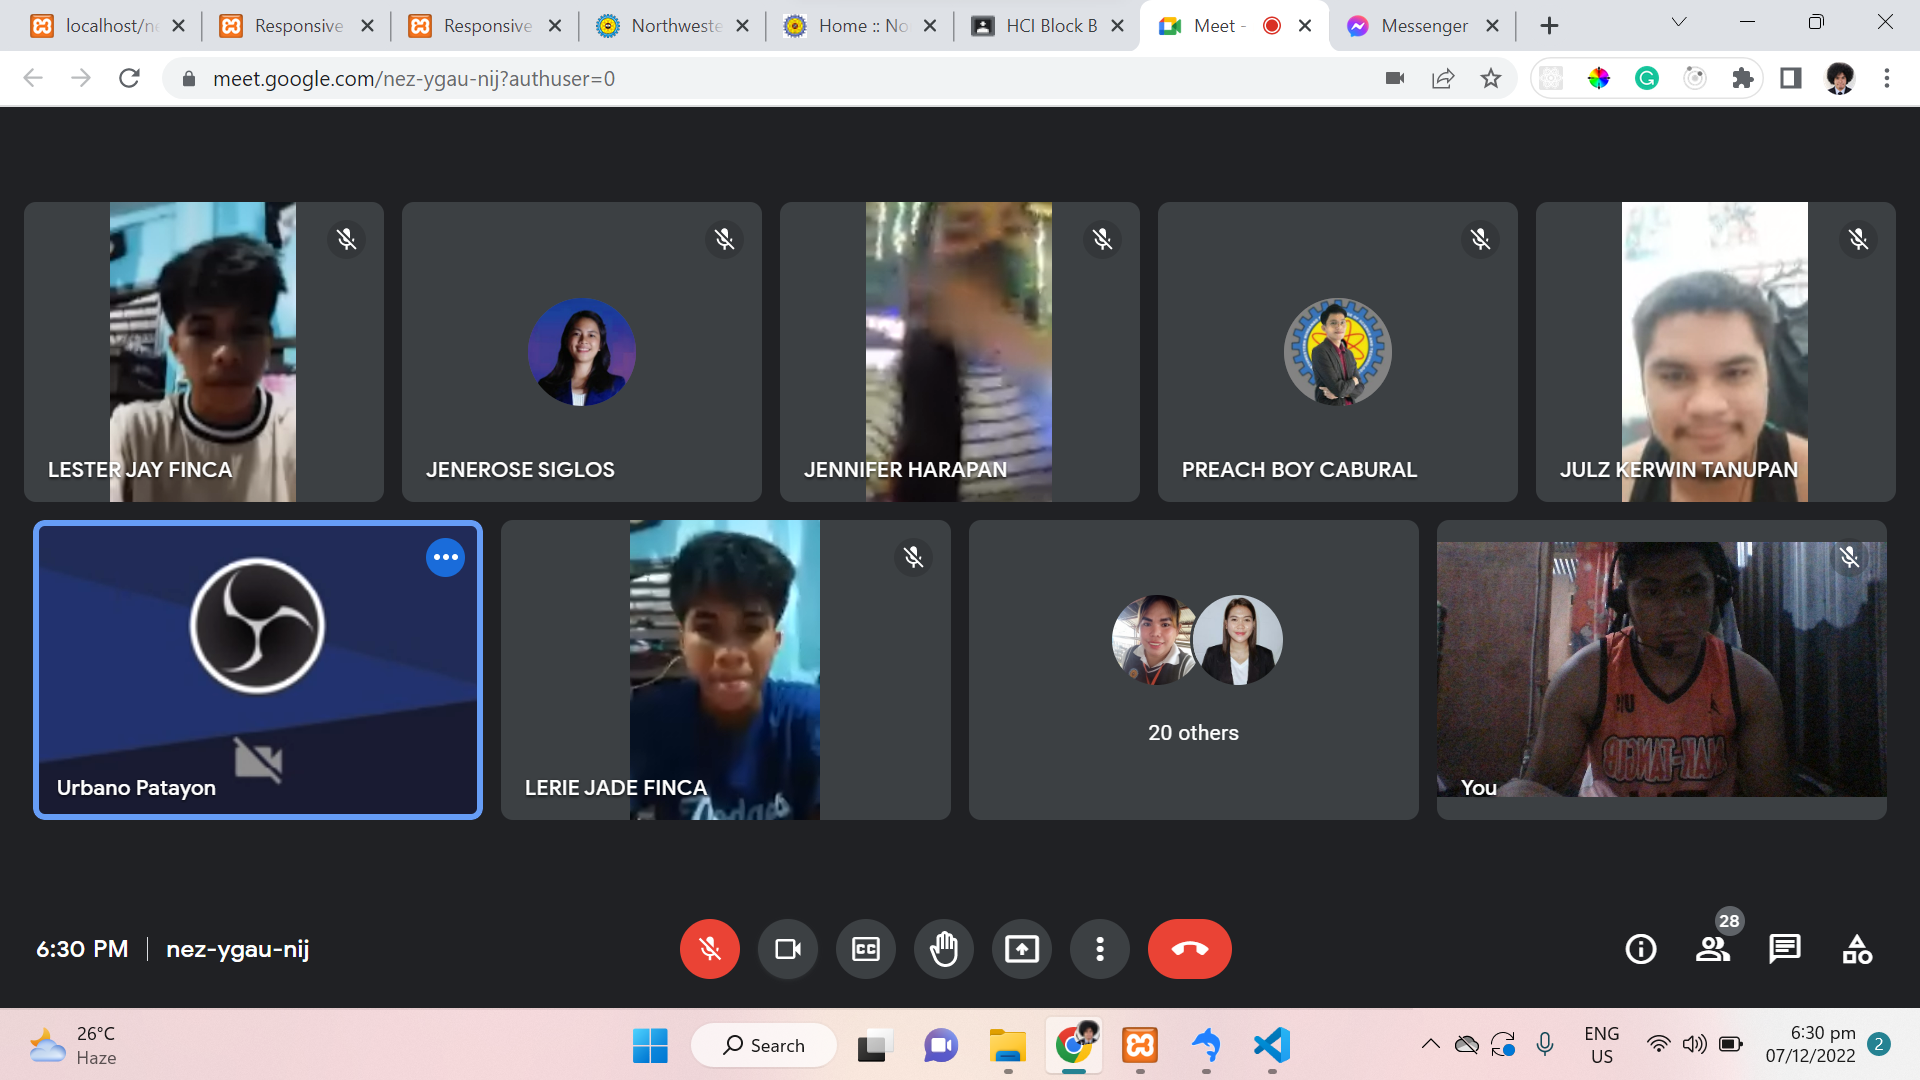 localhost/ne
Responsive
Responsive
Northweste
Home :: No
HCI Block B
Meet -
Messenger
meet.google.com/nez-ygau-nij?authuser=0
LESTER JAY FINCA
JENEROSE SIGLOS
JENNIFER HARAPAN
PREACH BOY CABURAL
JULZ KERWIN TANUPAN
Urbano Patayon
LERIE JADE FINCA
Dodgers
20 others
You
6:30 PM
nez-ygau-nij
CC
28
26°C
Haze
Search
ENG
US
6:30 pm
07/12/2022
2